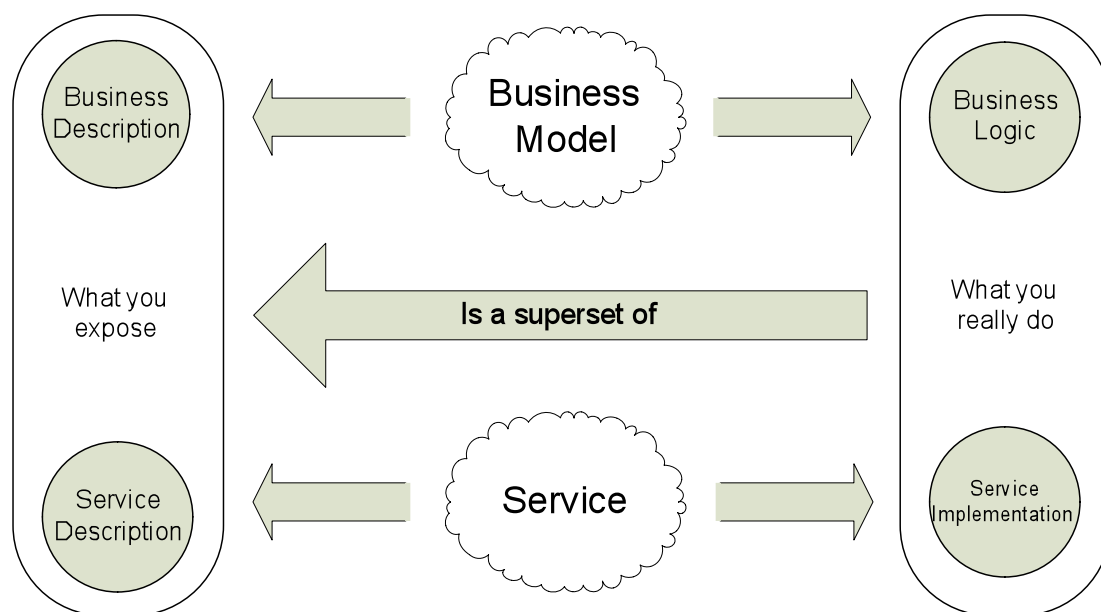 Business
Description
Business
Model
Business
Logic
What you
expose
Is a superset of
What you
really do
Service
Description
Service
Service
Implementation